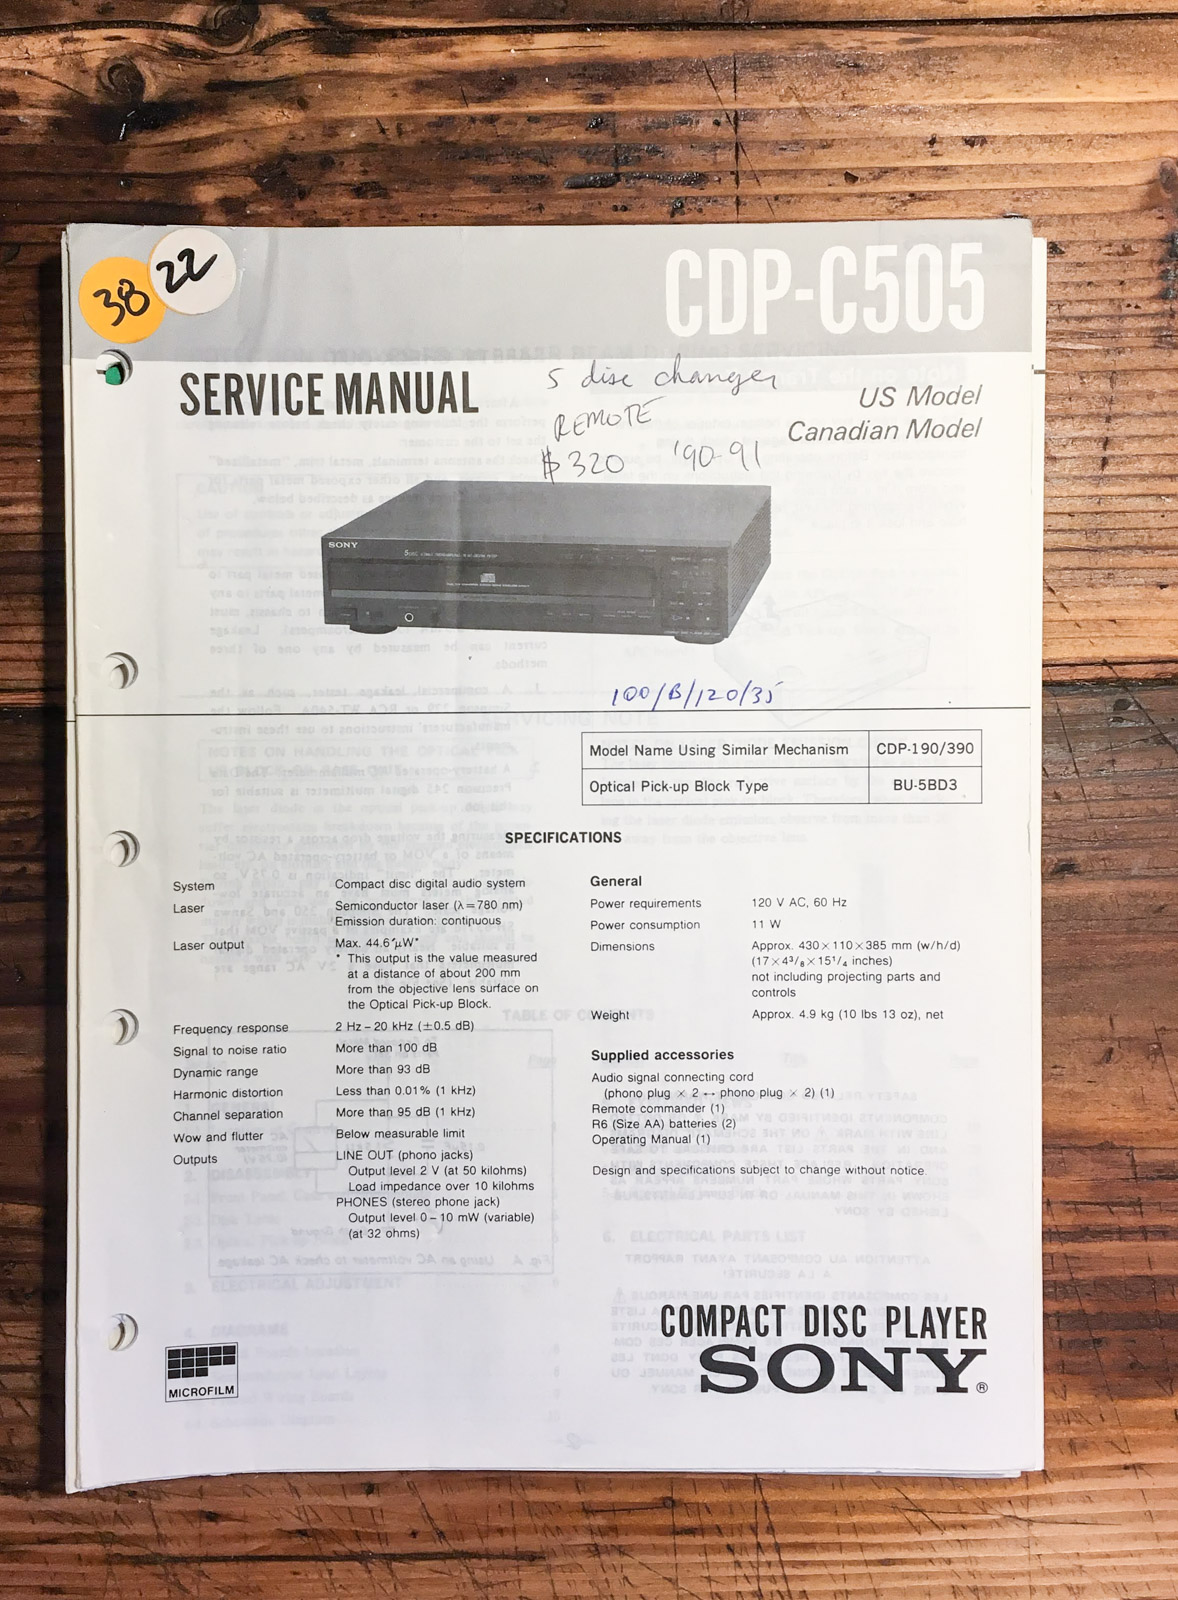 38
22
CDP-C505
SERVICE MANUAL
5 disc changer
REMOTE
$320 '90-91
US Model
Canadian Model
SONY
100/B/120/35
Model Name Using Similar Mechanism CDP-190/390
Optical Pick-up Block Type BU-5BD3
SPECIFICATIONS
System Compact disc digital audio system
Laser Semiconductor laser (λ=780 nm)
Emission duration: continuous
Laser output Max. 44.6 μW*
* This output is the value measured
at a distance of about 200 mm
from the objective lens surface on
the Optical Pick-up Block.
Frequency response 2 Hz – 20 kHz (±0.5 dB)
Signal to noise ratio More than 100 dB
Dynamic range More than 93 dB
Harmonic distortion Less than 0.01% (1 kHz)
Channel separation More than 95 dB (1 kHz)
Wow and flutter Below measurable limit
Outputs LINE OUT (phono jacks)
Output level 2 V (at 50 kilohms)
Load impedance over 10 kilohms
PHONES (stereo phone jack)
Output level 0 – 10 mW (variable)
(at 32 ohms)
General
Power requirements 120 V AC, 60 Hz
Power consumption 11 W
Dimensions Approx. 430×110×385 mm (w/h/d)
(17×4³/₈×15¹/₄ inches)
not including projecting parts and
controls
Weight Approx. 4.9 kg (10 lbs 13 oz), net
Supplied accessories
Audio signal connecting cord
(phono plug × 2 ↔ phono plug × 2) (1)
Remote commander (1)
R6 (Size AA) batteries (2)
Operating Manual (1)
Design and specifications subject to change without notice.
MICROFILM
COMPACT DISC PLAYER
SONY®